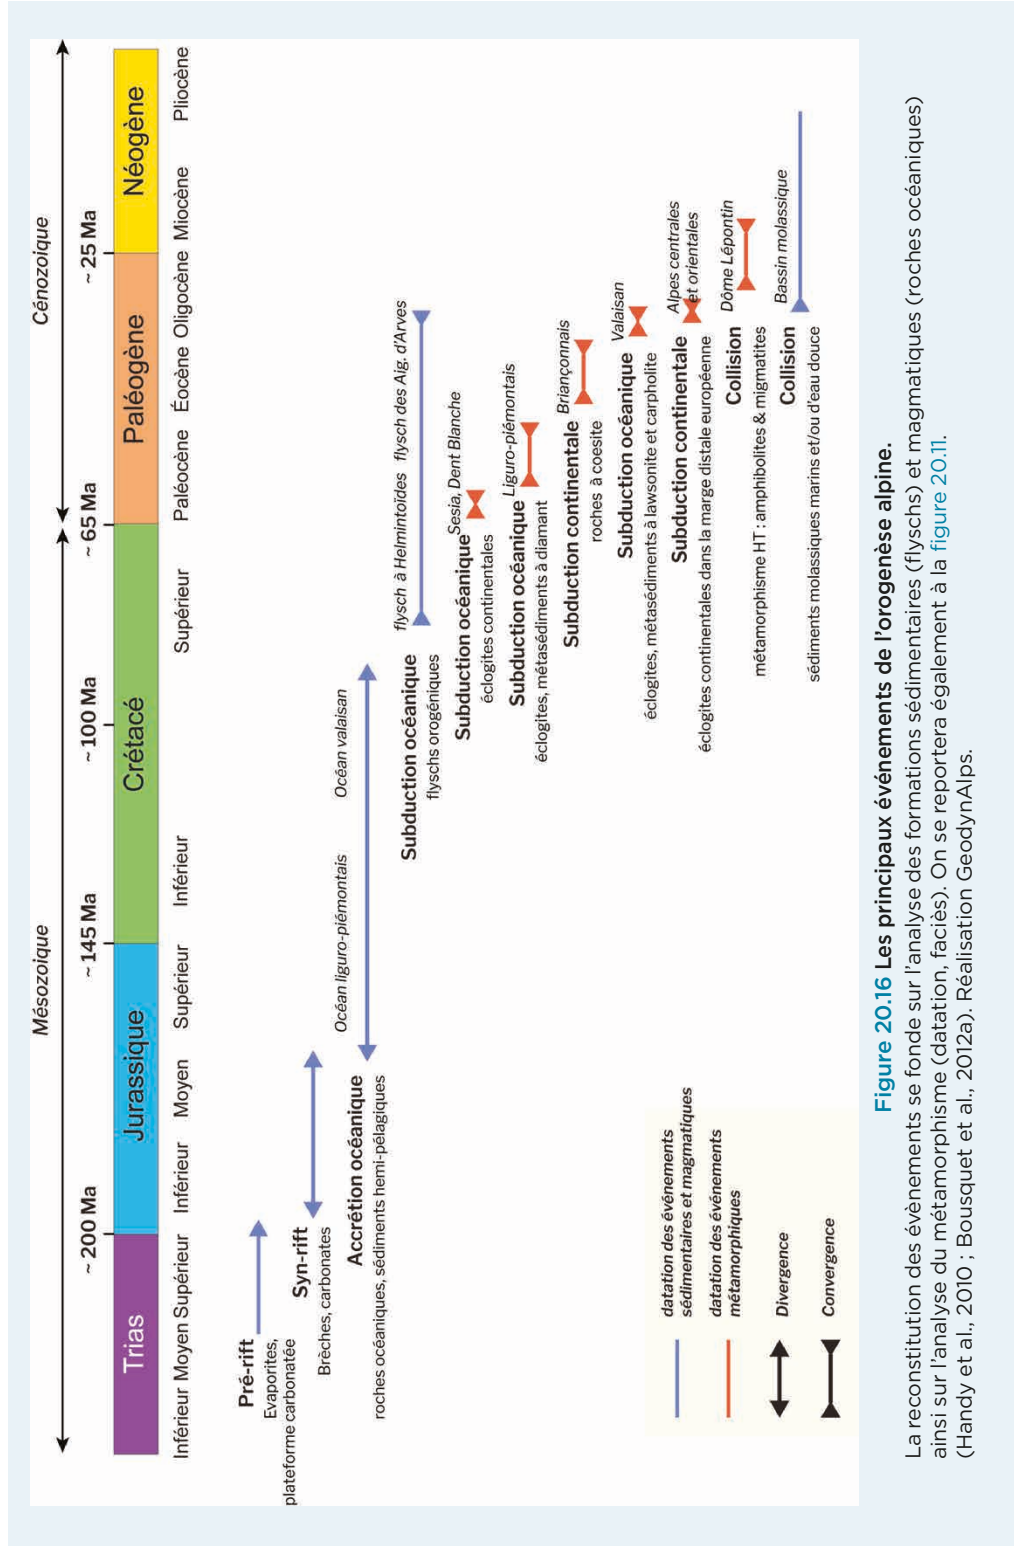 Mésozoique
Cénozoique
~ 200 Ma
~ 145 Ma
~ 100 Ma
~ 65 Ma
~ 25 Ma
Trias
Jurassique
Crétacé
Paléogène
Néogène
Inférieur Moyen Supérieur
Inférieur
Moyen
Supérieur
Inférieur
Supérieur
Paléocène
Éocène
Oligocène
Miocène
Pliocène
Pré-rift
Evaporites,
plateforme carbonatée
Syn-rift
Brèches, carbonates
Océan liguro-piémontais
Océan valaisan
Accrétion océanique
roches océaniques, sédiments hemi-pélagiques
flysch à Helmintoïdes
flysch des Aig. d'Arves
Subduction océanique
flyschs orogéniques
Sesia, Dent Blanche
Subduction océanique
éclogites continentales
Liguro-piémontais
Subduction océanique
éclogites, métasédiments à diamant
Briançonnais
Subduction continentale
roches à coesite
Valaisan
Subduction océanique
éclogites, métasédiments à lawsonite et carpholite
Alpes centrales
et orientales
Subduction continentale
éclogites continentales dans la marge distale européenne
Dôme Lépontin
Collision
métamorphisme HT : amphibolites & migmatites
Bassin molassique
Collision
sédiments molassiques marins et/ou d'eau douce
datation des événements
sédimentaires et magmatiques
datation des événements
métamorphiques
Divergence
Convergence
Figure 20.16 Les principaux événements de l'orogenèse alpine.
La reconstitution des évènements se fonde sur l'analyse des formations sédimentaires (flyschs) et magmatiques (roches océaniques)
ainsi sur l'analyse du métamorphisme (datation, faciès). On se reportera également à la figure 20.11.
(Handy et al., 2010 ; Bousquet et al., 2012a). Réalisation GeodynAlps.